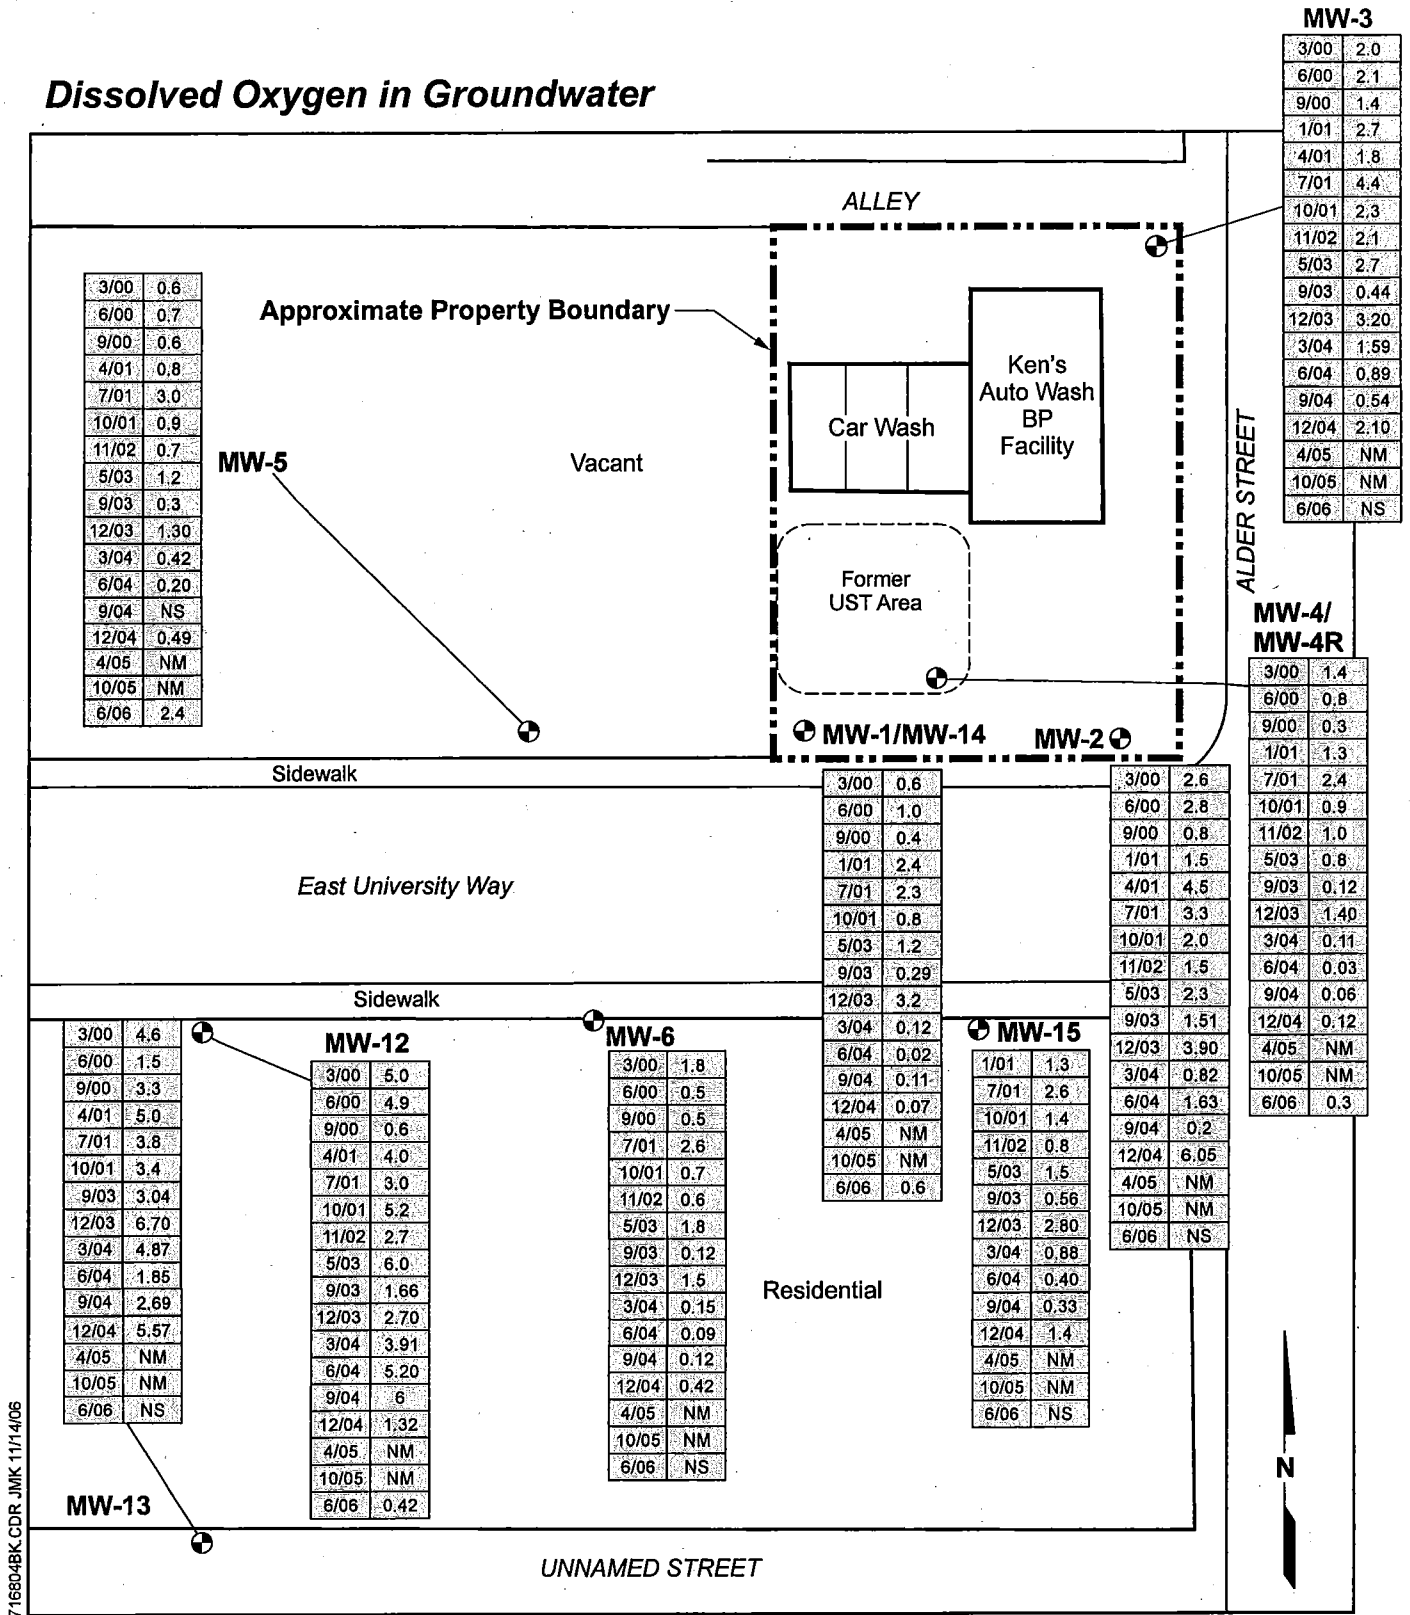 Dissolved Oxygen in Groundwater
MW-3
3/00 2.0
6/00 2.1
9/00 1.4
1/01 2.7
4/01 1.8
7/01 4.4
10/01 2.3
11/02 2.1
5/03 2.7
9/03 0.44
12/03 3.20
3/04 1.59
6/04 0.89
9/04 0.54
12/04 2.10
4/05 NM
10/05 NM
6/06 NS
ALLEY
Approximate Property Boundary
Ken's
Auto Wash
BP
Facility
Car Wash
Vacant
Former
UST Area
ALDER STREET
3/00 0.6
6/00 0.7
9/00 0.6
4/01 0.8
7/01 3.0
10/01 0.9
11/02 0.7
5/03 1.2
9/03 0.3
12/03 1.30
3/04 0.42
6/04 0.20
9/04 NS
12/04 0.49
4/05 NM
10/05 NM
6/06 2.4
MW-5
MW-4/
MW-4R
3/00 1.4
6/00 0.8
9/00 0.3
1/01 1.3
7/01 2.4
10/01 0.9
11/02 1.0
5/03 0.8
9/03 0.12
12/03 1.40
3/04 0.11
6/04 0.03
9/04 0.06
12/04 0.12
4/05 NM
10/05 NM
6/06 0.3
MW-1/MW-14
3/00 0.6
6/00 1.0
9/00 0.4
1/01 2.4
7/01 2.3
10/01 0.8
5/03 1.2
9/03 0.29
12/03 3.2
3/04 0.12
6/04 0.02
9/04 0.11
12/04 0.07
4/05 NM
10/05 NM
6/06 0.6
MW-2
3/00 2.6
6/00 2.8
9/00 0.8
1/01 1.5
4/01 4.5
7/01 3.3
10/01 2.0
11/02 1.5
5/03 2.3
9/03 1.51
12/03 3.90
3/04 0.82
6/04 1.63
9/04 0.2
12/04 6.05
4/05 NM
10/05 NM
6/06 NS
Sidewalk
East University Way
Sidewalk
3/00 4.6
6/00 1.5
9/00 3.3
4/01 5.0
7/01 3.8
10/01 3.4
9/03 3.04
12/03 6.70
3/04 4.87
6/04 1.85
9/04 2.69
12/04 5.57
4/05 NM
10/05 NM
6/06 NS
MW-13
MW-12
3/00 5.0
6/00 4.9
9/00 0.6
4/01 4.0
7/01 3.0
10/01 5.2
11/02 2.7
5/03 6.0
9/03 1.66
12/03 2.70
3/04 3.91
6/04 5.20
9/04 6
12/04 1.32
4/05 NM
10/05 NM
6/06 0.42
MW-6
3/00 1.8
6/00 0.5
9/00 0.5
7/01 2.6
10/01 0.7
11/02 0.6
5/03 1.8
9/03 0.12
12/03 1.5
3/04 0.15
6/04 0.09
9/04 0.12
12/04 0.42
4/05 NM
10/05 NM
6/06 NS
MW-15
1/01 1.3
7/01 2.6
10/01 1.4
11/02 0.8
5/03 1.5
9/03 0.56
12/03 2.80
3/04 0.88
6/04 0.40
9/04 0.33
12/04 1.4
4/05 NM
10/05 NM
6/06 NS
Residential
UNNAMED STREET
N
716804BK.CDR JMK 11/14/06